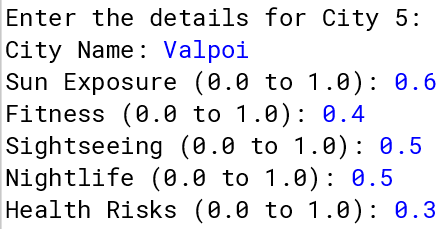 Enter the details for City 5:
City Name: Valpoi
Sun Exposure (0.0 to 1.0): 0.6
Fitness (0.0 to 1.0): 0.4
Sightseeing (0.0 to 1.0): 0.5
Nightlife (0.0 to 1.0): 0.5
Health Risks (0.0 to 1.0): 0.3